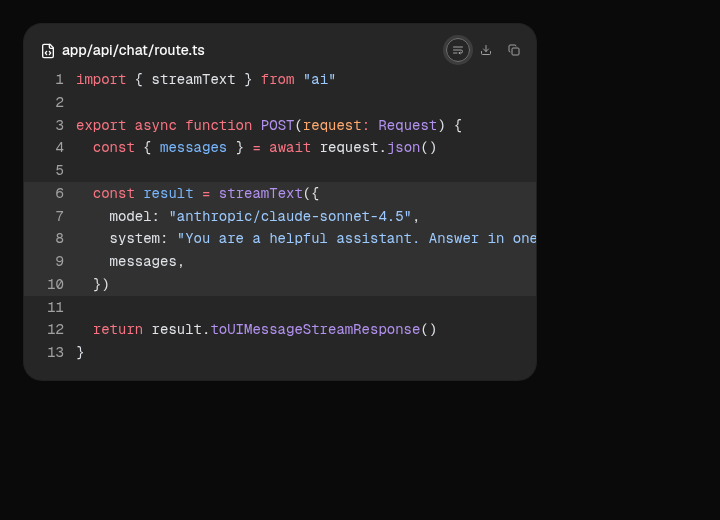 app/api/chat/route.ts
1 import { streamText } from "ai"
2
3 export async function POST(request: Request) {
4   const { messages } = await request.json()
5
6   const result = streamText({
7     model: "anthropic/claude-sonnet-4.5",
8     system: "You are a helpful assistant. Answer in one
9     messages,
10   })
11
12   return result.toUIMessageStreamResponse()
13 }